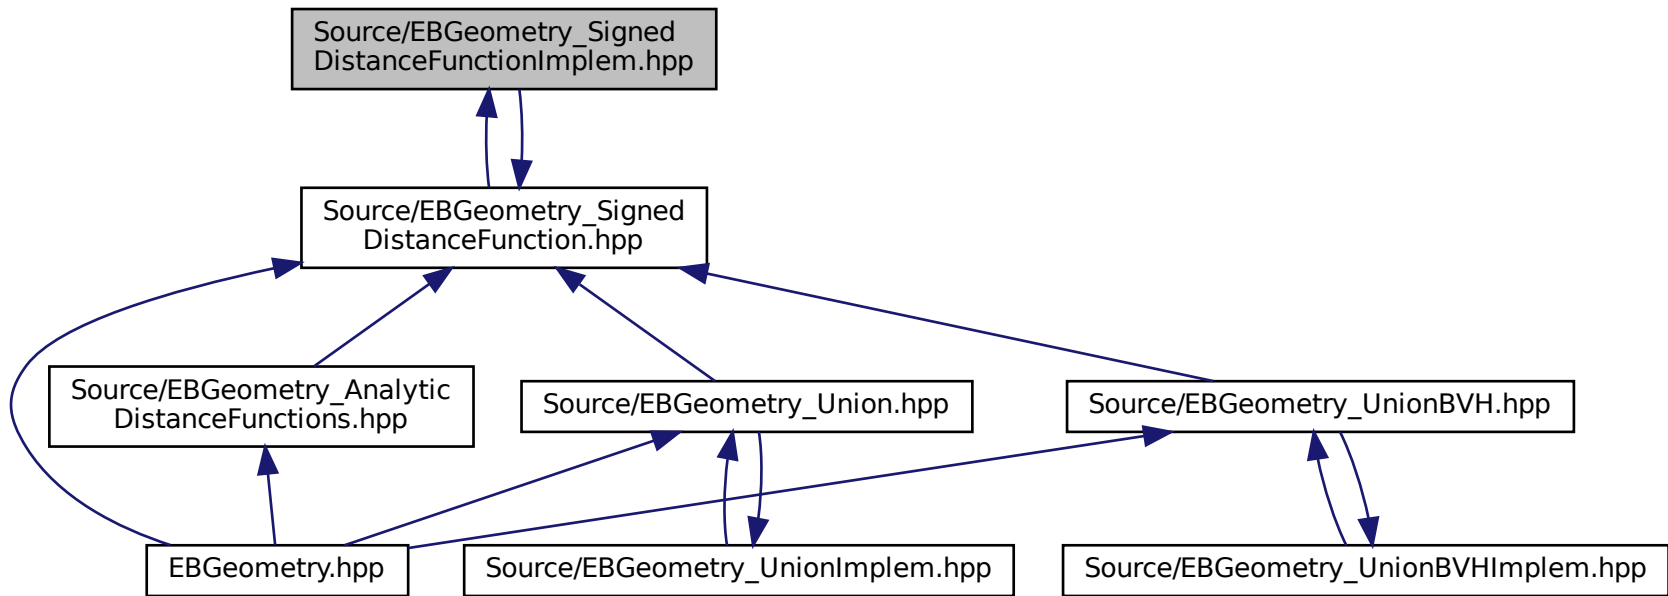 Source/EBGeometry_Signed
DistanceFunctionImplem.hpp
Source/EBGeometry_Signed
DistanceFunction.hpp
Source/EBGeometry_Analytic
DistanceFunctions.hpp
Source/EBGeometry_Union.hpp
Source/EBGeometry_UnionBVH.hpp
EBGeometry.hpp
Source/EBGeometry_UnionImplem.hpp
Source/EBGeometry_UnionBVHImplem.hpp